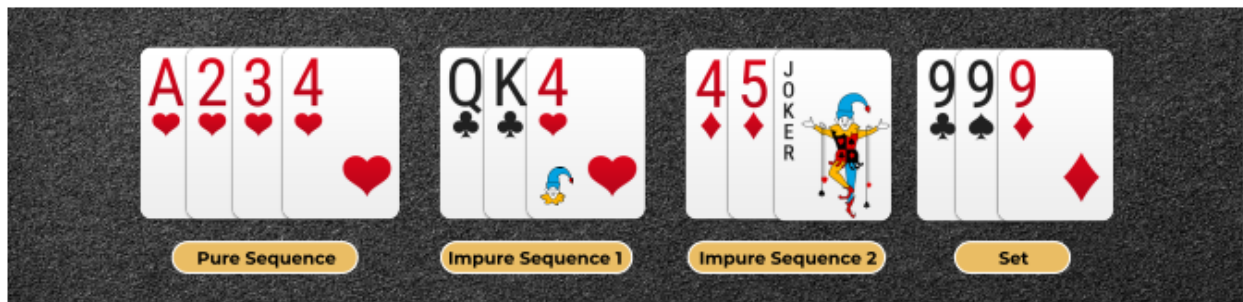 A 2 3 4
Q K 4
4 5 JOKER
9 9 9
Pure Sequence
Impure Sequence 1
Impure Sequence 2
Set